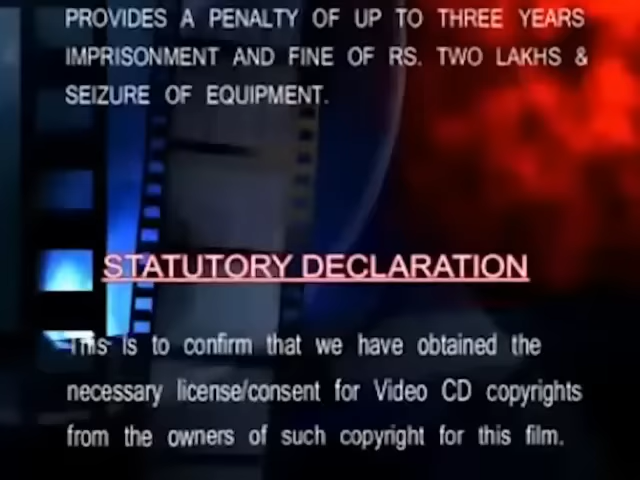 PROVIDES A PENALTY OF UP TO THREE YEARS
IMPRISONMENT AND FINE OF RS. TWO LAKHS &
SEIZURE OF EQUIPMENT.
STATUTORY DECLARATION
This is to confirm that we have obtained the
necessary license/consent for Video CD copyrights
from the owners of such copyright for this film.